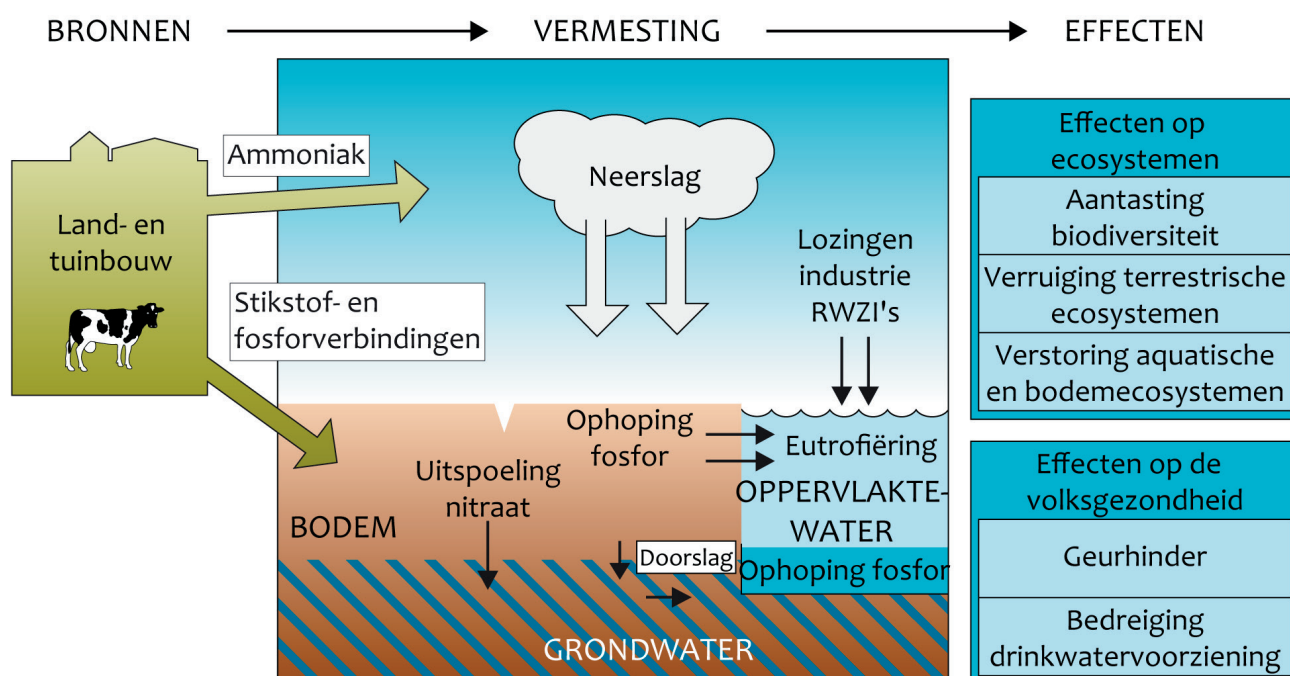 BRONNEN
VERMESTING
EFFECTEN
Land- en
tuinbouw
Ammoniak
Stikstof- en
fosforverbindingen
Neerslag
Lozingen
industrie
RWZI's
Ophoping
fosfor
Eutrofiëring
Uitspoeling
nitraat
BODEM
OPPERVLAKTE-
WATER
Doorslag
Ophoping fosfor
GRONDWATER
Effecten op
ecosystemen
Aantasting
biodiversiteit
Verruiging terrestrische
ecosystemen
Verstoring aquatische
en bodemecosystemen
Effecten op de
volksgezondheid
Geurhinder
Bedreiging
drinkwatervoorziening